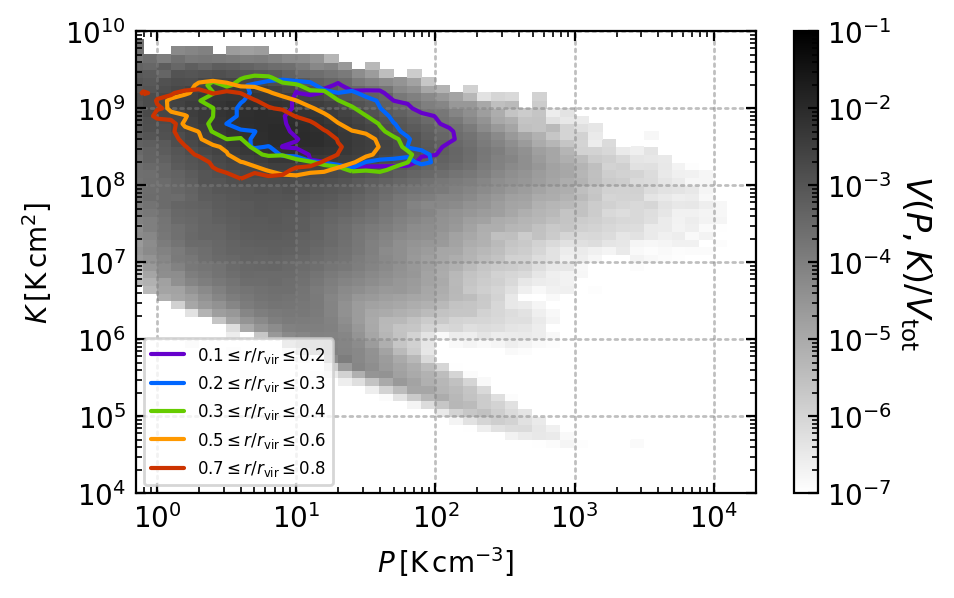 10^10
10^9
10^8
10^7
10^6
10^5
10^4
K [K cm^2]
0.1 ≤ r/r_vir ≤ 0.2
0.2 ≤ r/r_vir ≤ 0.3
0.3 ≤ r/r_vir ≤ 0.4
0.5 ≤ r/r_vir ≤ 0.6
0.7 ≤ r/r_vir ≤ 0.8
10^0 10^1 10^2 10^3 10^4
P [K cm^−3]
10^−1
10^−2
10^−3
10^−4
10^−5
10^−6
10^−7
V(P, K)/V_tot